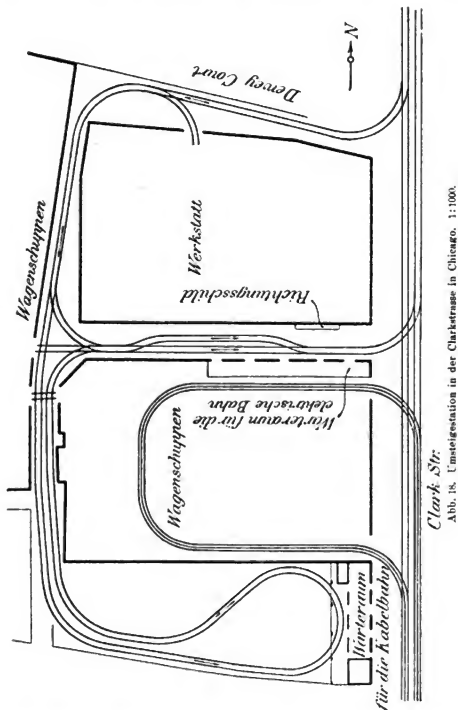 Wagenschuppen
Dewey Court
N
Werkstatt
Richtungsschild
Warteraum für die
elektrische Bahn
Wagenschuppen
Warteraum
für die Kabelbahn
Clark Str.
Abb. 18. Umsteigestation in der Clarkstrasse in Chicago. 1:1000.